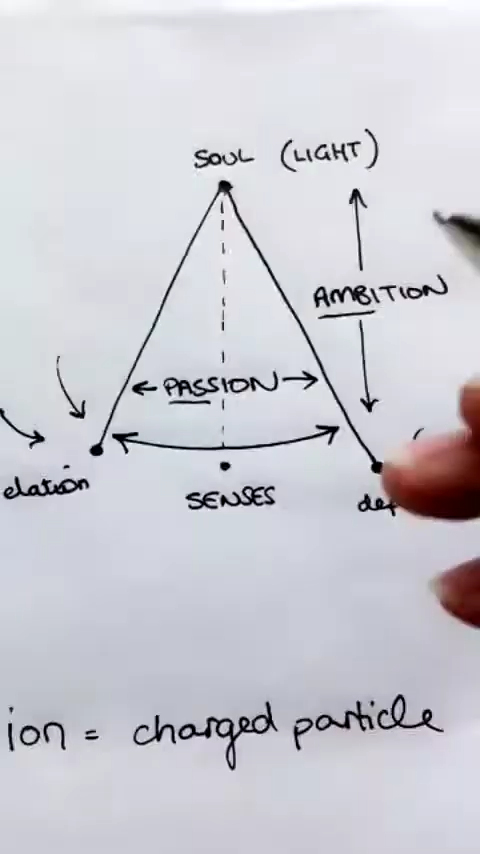 SOUL (LIGHT)
AMBITION
PASSION
elation
SENSES
ion = charged particle